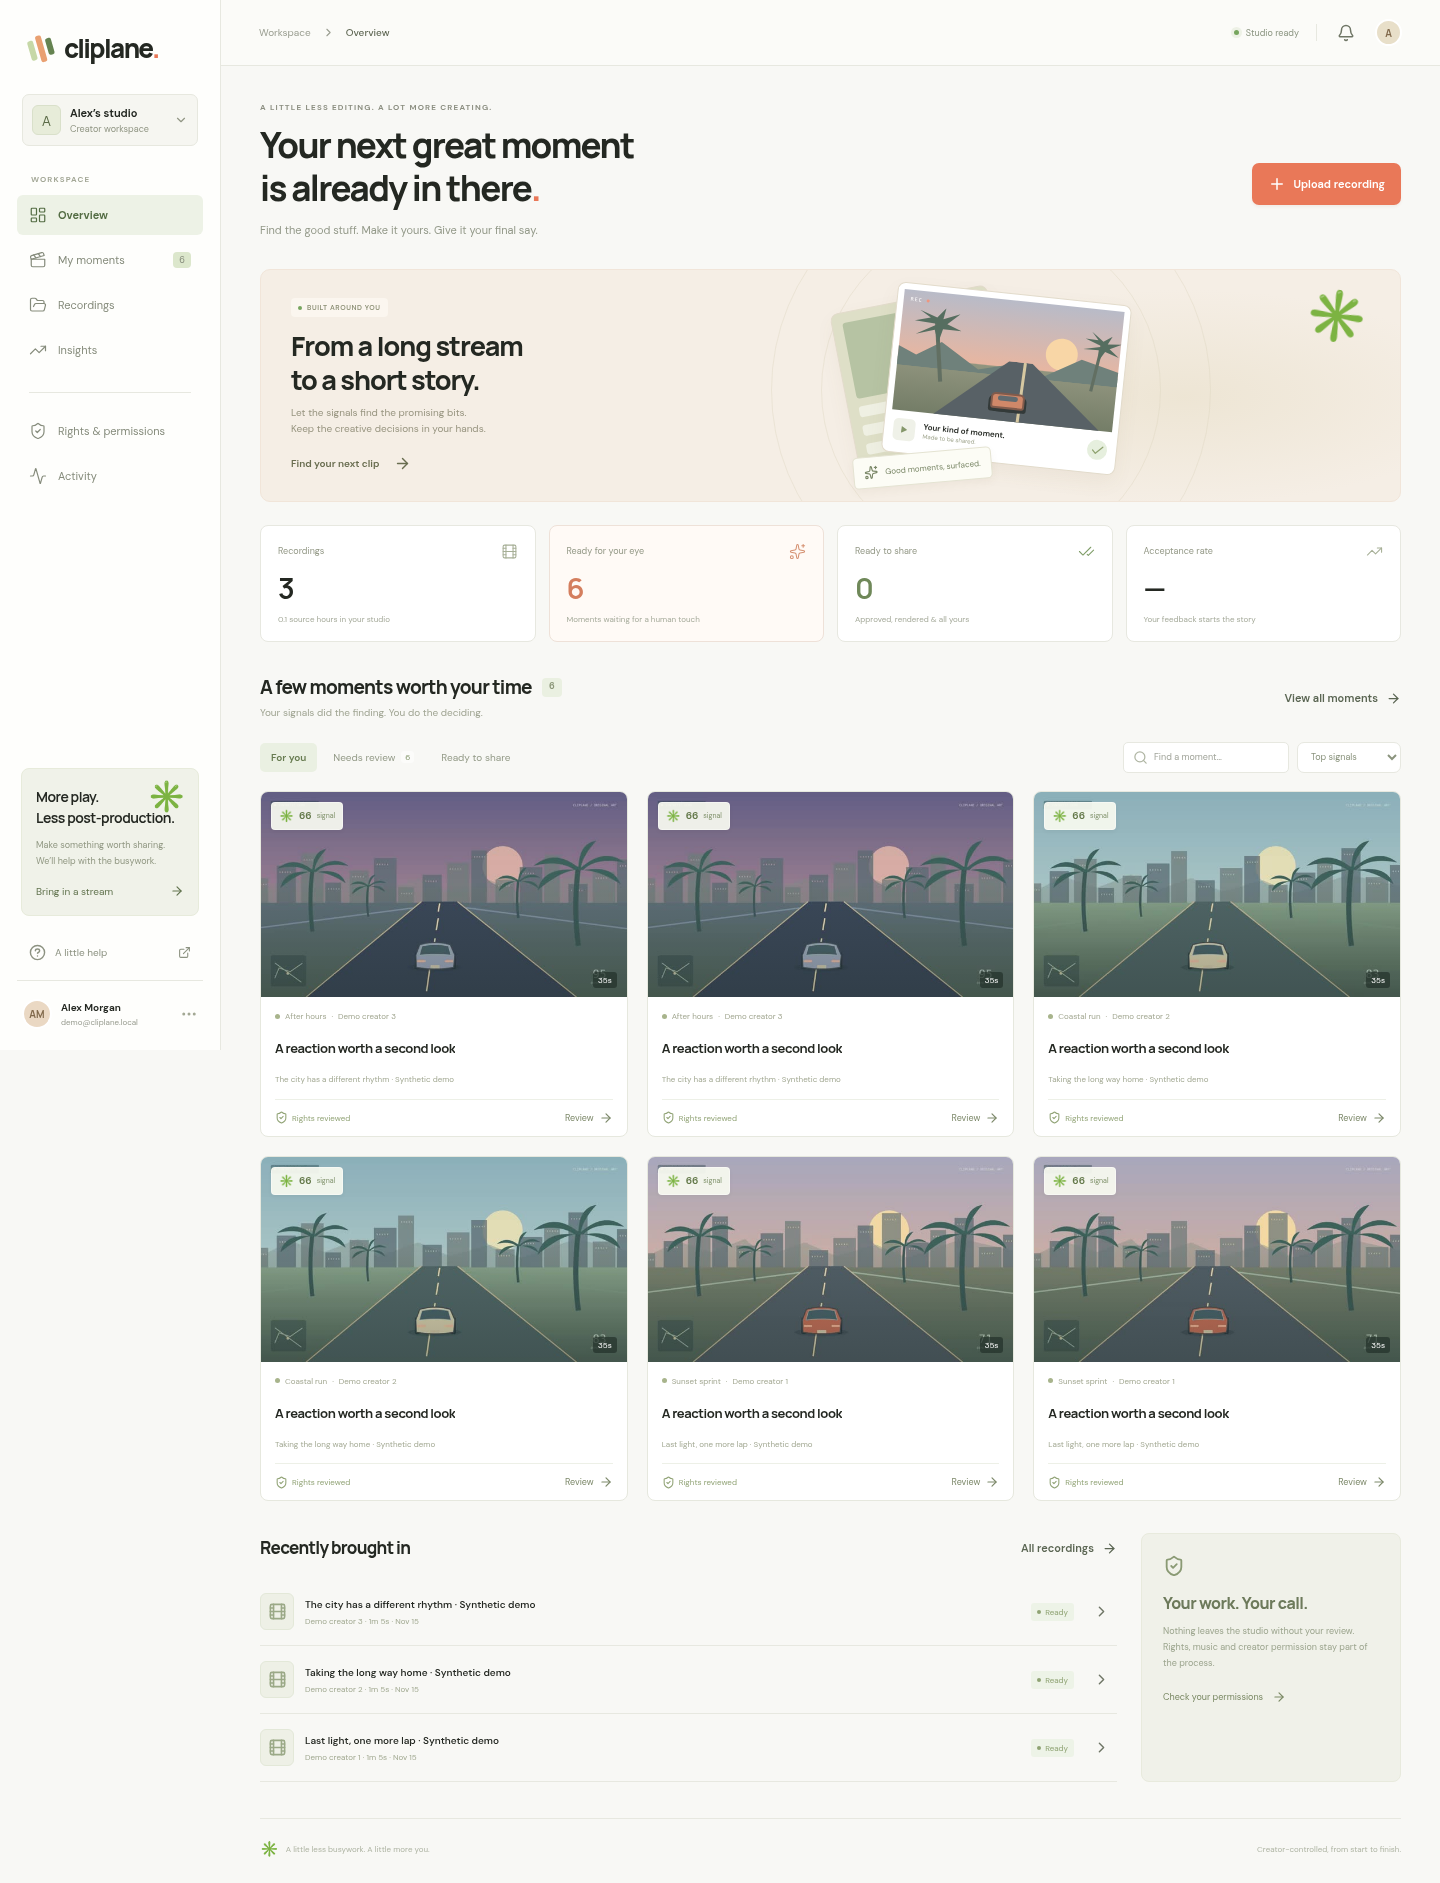 cliplane.
A
Alex's studio
Creator workspace
WORKSPACE
Overview
My moments 6
Recordings
Insights
Rights & permissions
Activity
More play.
Less post-production.
Make something worth sharing.
We'll help with the busywork.
Bring in a stream
A little help
AM
Alex Morgan
demo@cliplane.local
Workspace Overview
Studio ready
A
A LITTLE LESS EDITING. A LOT MORE CREATING.
Your next great moment
is already in there.
Find the good stuff. Make it yours. Give it your final say.
Upload recording
BUILT AROUND YOU
From a long stream
to a short story.
Let the signals find the promising bits.
Keep the creative decisions in your hands.
Find your next clip
REC
Your kind of moment.
Made to be shared.
Good moments, surfaced.
Recordings
3
0.1 source hours in your studio
Ready for your eye
6
Moments waiting for a human touch
Ready to share
0
Approved, rendered & all yours
Acceptance rate
—
Your feedback starts the story
A few moments worth your time 6
Your signals did the finding. You do the deciding.
View all moments
For you Needs review 6 Ready to share
Find a moment...
Top signals
66 signal
35s
After hours · Demo creator 3
A reaction worth a second look
The city has a different rhythm · Synthetic demo
Rights reviewed Review
66 signal
35s
After hours · Demo creator 3
A reaction worth a second look
The city has a different rhythm · Synthetic demo
Rights reviewed Review
66 signal
35s
Coastal run · Demo creator 2
A reaction worth a second look
Taking the long way home · Synthetic demo
Rights reviewed Review
66 signal
35s
Coastal run · Demo creator 2
A reaction worth a second look
Taking the long way home · Synthetic demo
Rights reviewed Review
66 signal
35s
Sunset sprint · Demo creator 1
A reaction worth a second look
Last light, one more lap · Synthetic demo
Rights reviewed Review
66 signal
35s
Sunset sprint · Demo creator 1
A reaction worth a second look
Last light, one more lap · Synthetic demo
Rights reviewed Review
Recently brought in
All recordings
The city has a different rhythm · Synthetic demo
Demo creator 3 · 1m 5s · Nov 15
Ready
Taking the long way home · Synthetic demo
Demo creator 2 · 1m 5s · Nov 15
Ready
Last light, one more lap · Synthetic demo
Demo creator 1 · 1m 5s · Nov 15
Ready
Your work. Your call.
Nothing leaves the studio without your review.
Rights, music and creator permission stay part of
the process.
Check your permissions
A little less busywork. A little more you.
Creator-controlled, from start to finish.